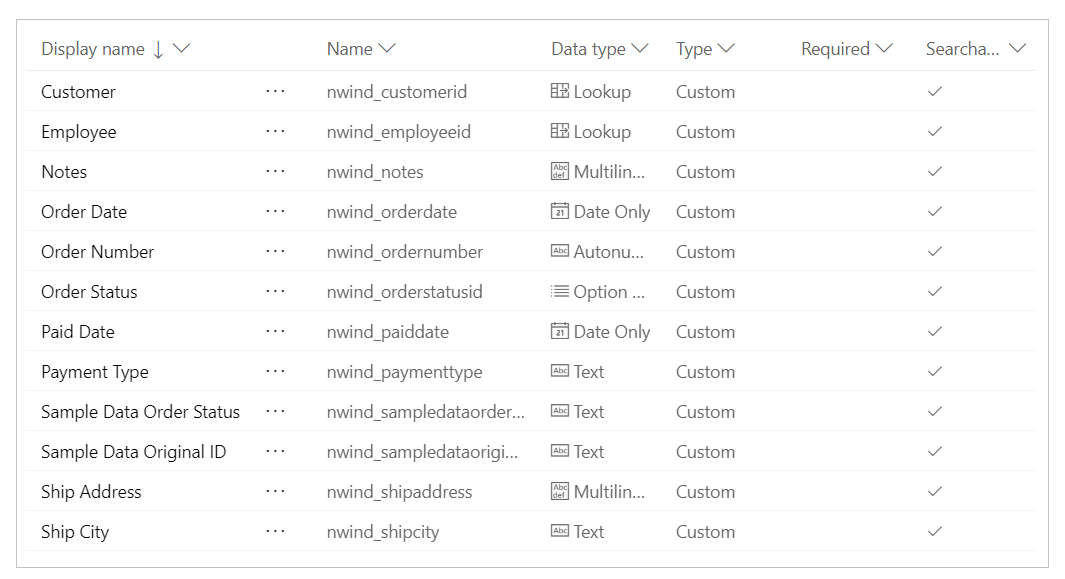 Display name ↓ Name Data type Type Required Searcha...
Customer ... nwind_customerid Lookup Custom
Employee ... nwind_employeeid Lookup Custom
Notes ... nwind_notes Abc def Multilin... Custom
Order Date ... nwind_orderdate 21 Date Only Custom
Order Number ... nwind_ordernumber Abc Autonu... Custom
Order Status ... nwind_orderstatusid Option ... Custom
Paid Date ... nwind_paiddate 21 Date Only Custom
Payment Type ... nwind_paymenttype Abc Text Custom
Sample Data Order Status ... nwind_sampledataorder... Abc Text Custom
Sample Data Original ID ... nwind_sampledataorigi... Abc Text Custom
Ship Address ... nwind_shipaddress Abc def Multilin... Custom
Ship City ... nwind_shipcity Abc Text Custom